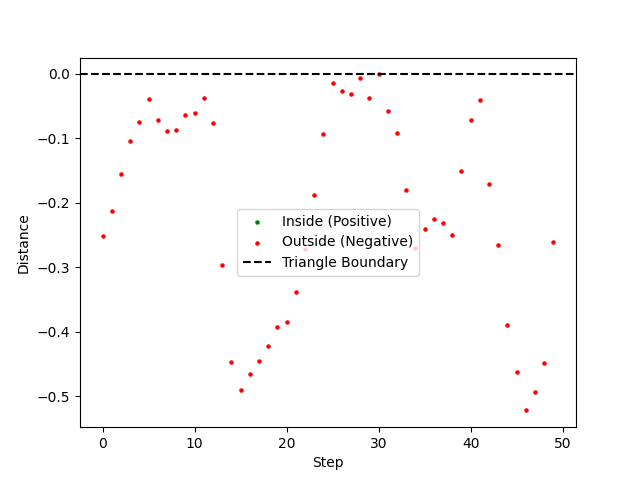 0.0
−0.1
−0.2
−0.3
−0.4
−0.5
Distance
Inside (Positive)
Outside (Negative)
Triangle Boundary
0 10 20 30 40 50
Step